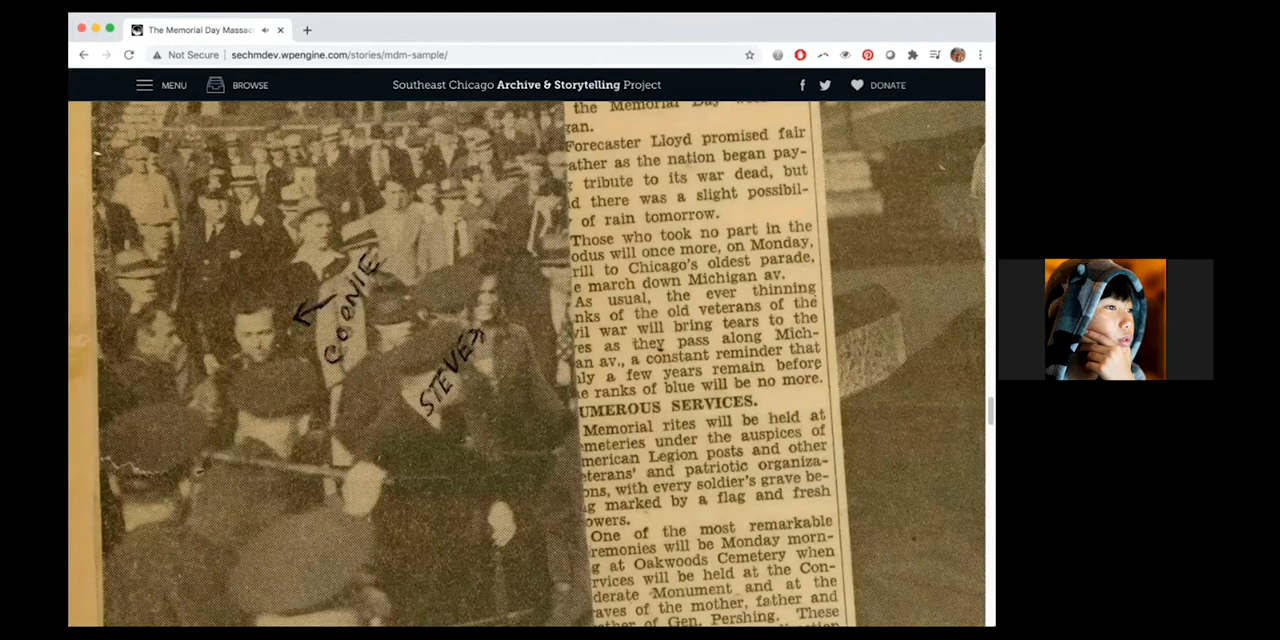 The Memorial Day Massac
Not Secure | sechmdev.wpengine.com/stories/mdm-sample/
MENU BROWSE Southeast Chicago Archive & Storytelling Project DONATE
COONIE
STEVE
the Memorial Day
gan.
Forecaster Lloyd promised fair
ather as the nation began pay-
g tribute to its war dead, but
d there was a slight possibil-
y of rain tomorrow.
Those who took no part in the
odus will once more, on Monday,
rill to Chicago's oldest parade,
e march down Michigan av.
As usual, the ever thinning
nks of the old veterans of the
vil war will bring tears to the
es as they pass along Mich-
an av., a constant reminder that
ly a few years remain before
e ranks of blue will be no more.
UMEROUS SERVICES.
Memorial rites will be held at
meteries under the auspices of
merican Legion posts and other
eterans' and patriotic organiza-
ons, with every soldier's grave be-
g marked by a flag and fresh
owers.
One of the most remarkable
remonies will be Monday morn-
g at Oakwoods Cemetery when
rvices will be held at the Con-
derate Monument and at the
raves of the mother, father and
ther of Gen. Pershing. These